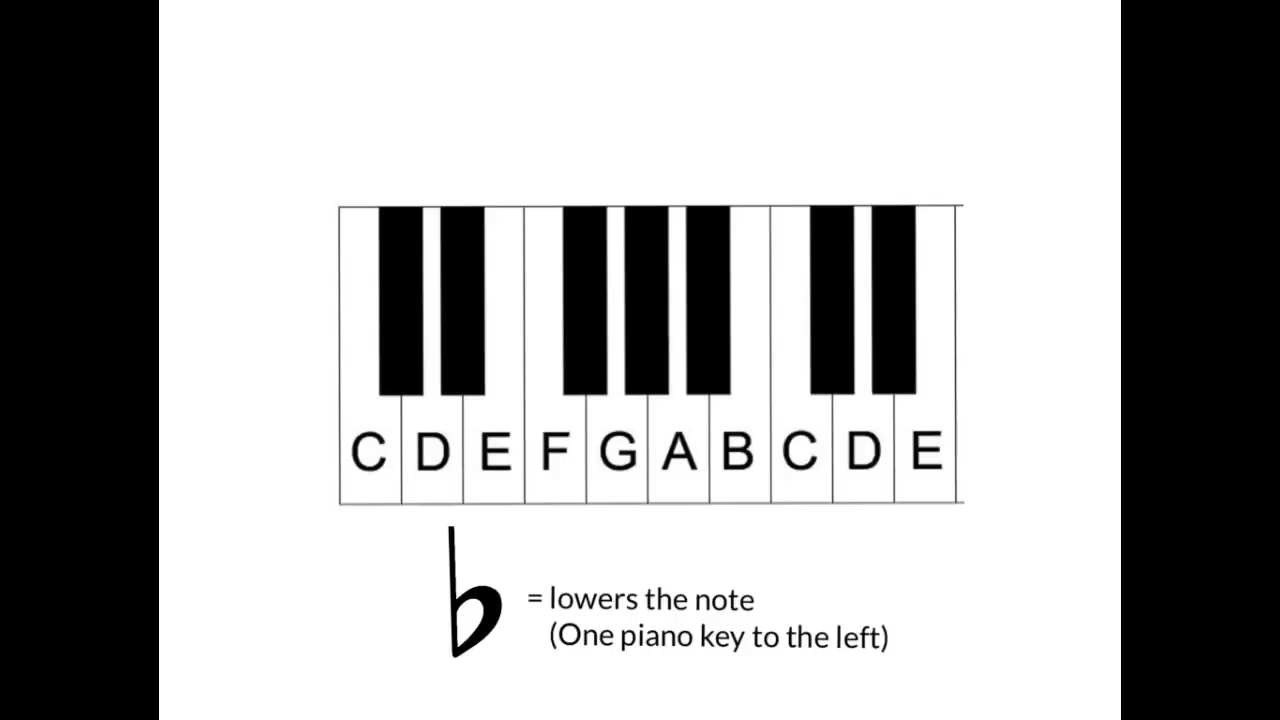 C D E F G A B C D E
♭ = lowers the note
(One piano key to the left)